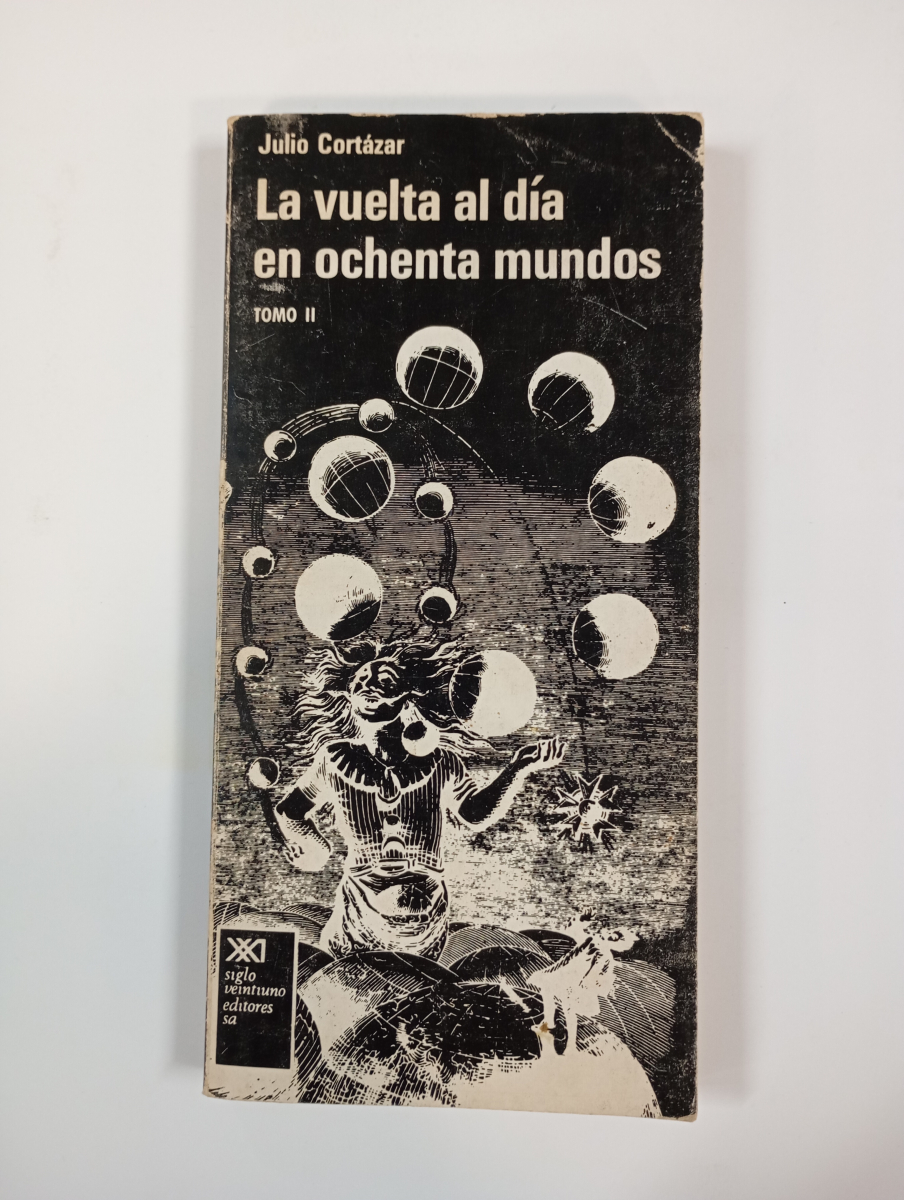 Julio Cortázar
La vuelta al día
en ochenta mundos
TOMO II
XXI
siglo
veintiuno
editores
sa